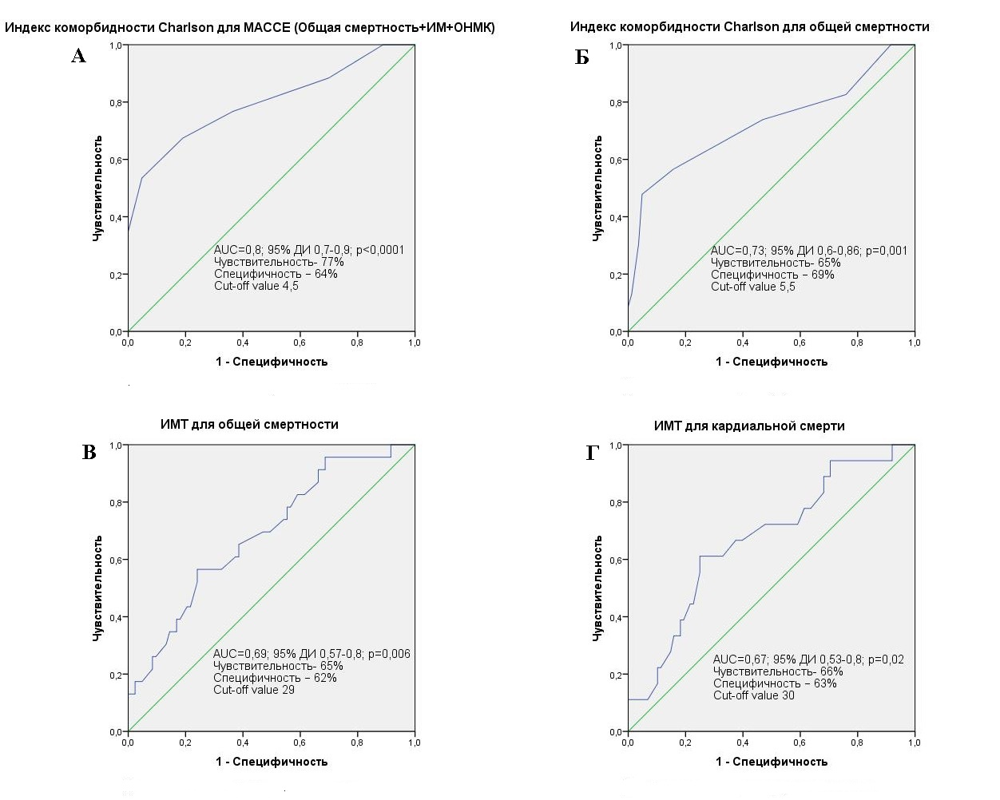 Индекс коморбидности Charlson для MACCE (Общая смертность+ИМ+ОНМК)
А
1,0
0,8
0,6
0,4
0,2
0,0
Чувствительность
AUC=0,8; 95% ДИ 0,7-0,9; p<0,0001
Чувствительность- 77%
Специфичность – 64%
Cut-off value 4,5
0,0 0,2 0,4 0,6 0,8 1,0
1 - Специфичность
Индекс коморбидности Charlson для общей смертности
Б
1,0
0,8
0,6
0,4
0,2
0,0
Чувствительность
AUC=0,73; 95% ДИ 0,6-0,86; p=0,001
Чувствительность- 65%
Специфичность – 69%
Cut-off value 5,5
0,0 0,2 0,4 0,6 0,8 1,0
1 - Специфичность
ИМТ для общей смертности
В
1,0
0,8
0,6
0,4
0,2
0,0
Чувствительность
AUC=0,69; 95% ДИ 0,57-0,8; p=0,006
Чувствительность- 65%
Специфичность – 62%
Cut-off value 29
0,0 0,2 0,4 0,6 0,8 1,0
1 - Специфичность
ИМТ для кардиальной смерти
Г
1,0
0,8
0,6
0,4
0,2
0,0
Чувствительность
AUC=0,67; 95% ДИ 0,53-0,8; p=0,02
Чувствительность- 66%
Специфичность – 63%
Cut-off value 30
0,0 0,2 0,4 0,6 0,8 1,0
1 - Специфичность